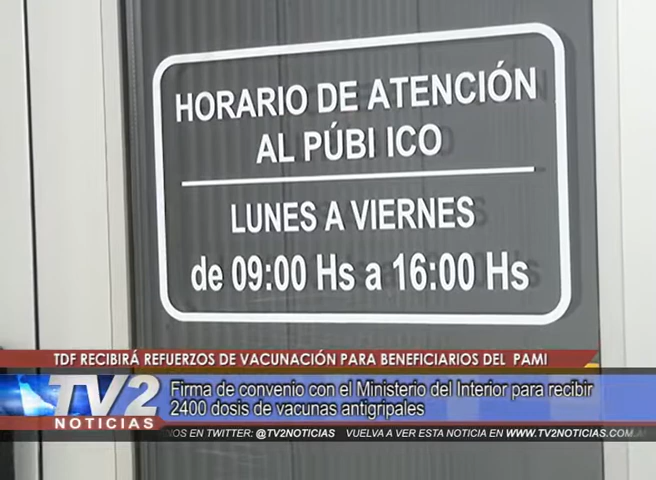 HORARIO DE ATENCIÓN
AL PÚBI ICO
LUNES A VIERNES
de 09:00 Hs a 16:00 Hs
TDF RECIBIRÁ REFUERZOS DE VACUNACIÓN PARA BENEFICIARIOS DEL PAMI
TV2
NOTICIAS
Firma de convenio con el Ministerio del Interior para recibir
2400 dosis de vacunas antigripales
IOS EN TWITTER: @TV2NOTICIAS VUELVA A VER ESTA NOTICIA EN WWW.TV2NOTICIAS.COM.A